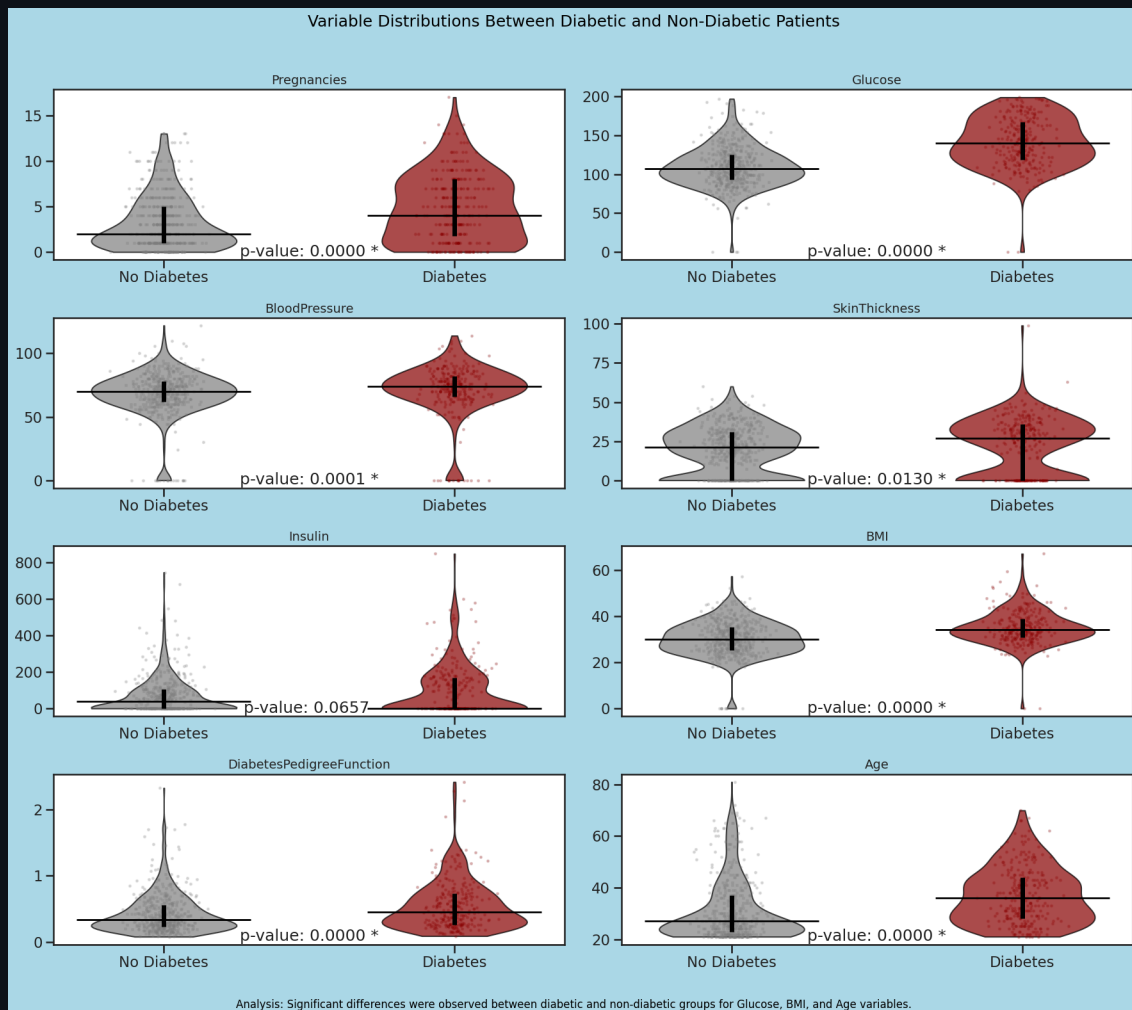 Variable Distributions Between Diabetic and Non-Diabetic Patients
Pregnancies
15
10
5
0
p-value: 0.0000 *
No Diabetes
Diabetes
Glucose
200
150
100
50
0
p-value: 0.0000 *
No Diabetes
Diabetes
BloodPressure
100
50
0
p-value: 0.0001 *
No Diabetes
Diabetes
SkinThickness
100
75
50
25
0
p-value: 0.0130 *
No Diabetes
Diabetes
Insulin
800
600
400
200
0
p-value: 0.0657
No Diabetes
Diabetes
BMI
60
40
20
0
p-value: 0.0000 *
No Diabetes
Diabetes
DiabetesPedigreeFunction
2
1
0
p-value: 0.0000 *
No Diabetes
Diabetes
Age
80
60
40
20
p-value: 0.0000 *
No Diabetes
Diabetes
Analysis: Significant differences were observed between diabetic and non-diabetic groups for Glucose, BMI, and Age variables.